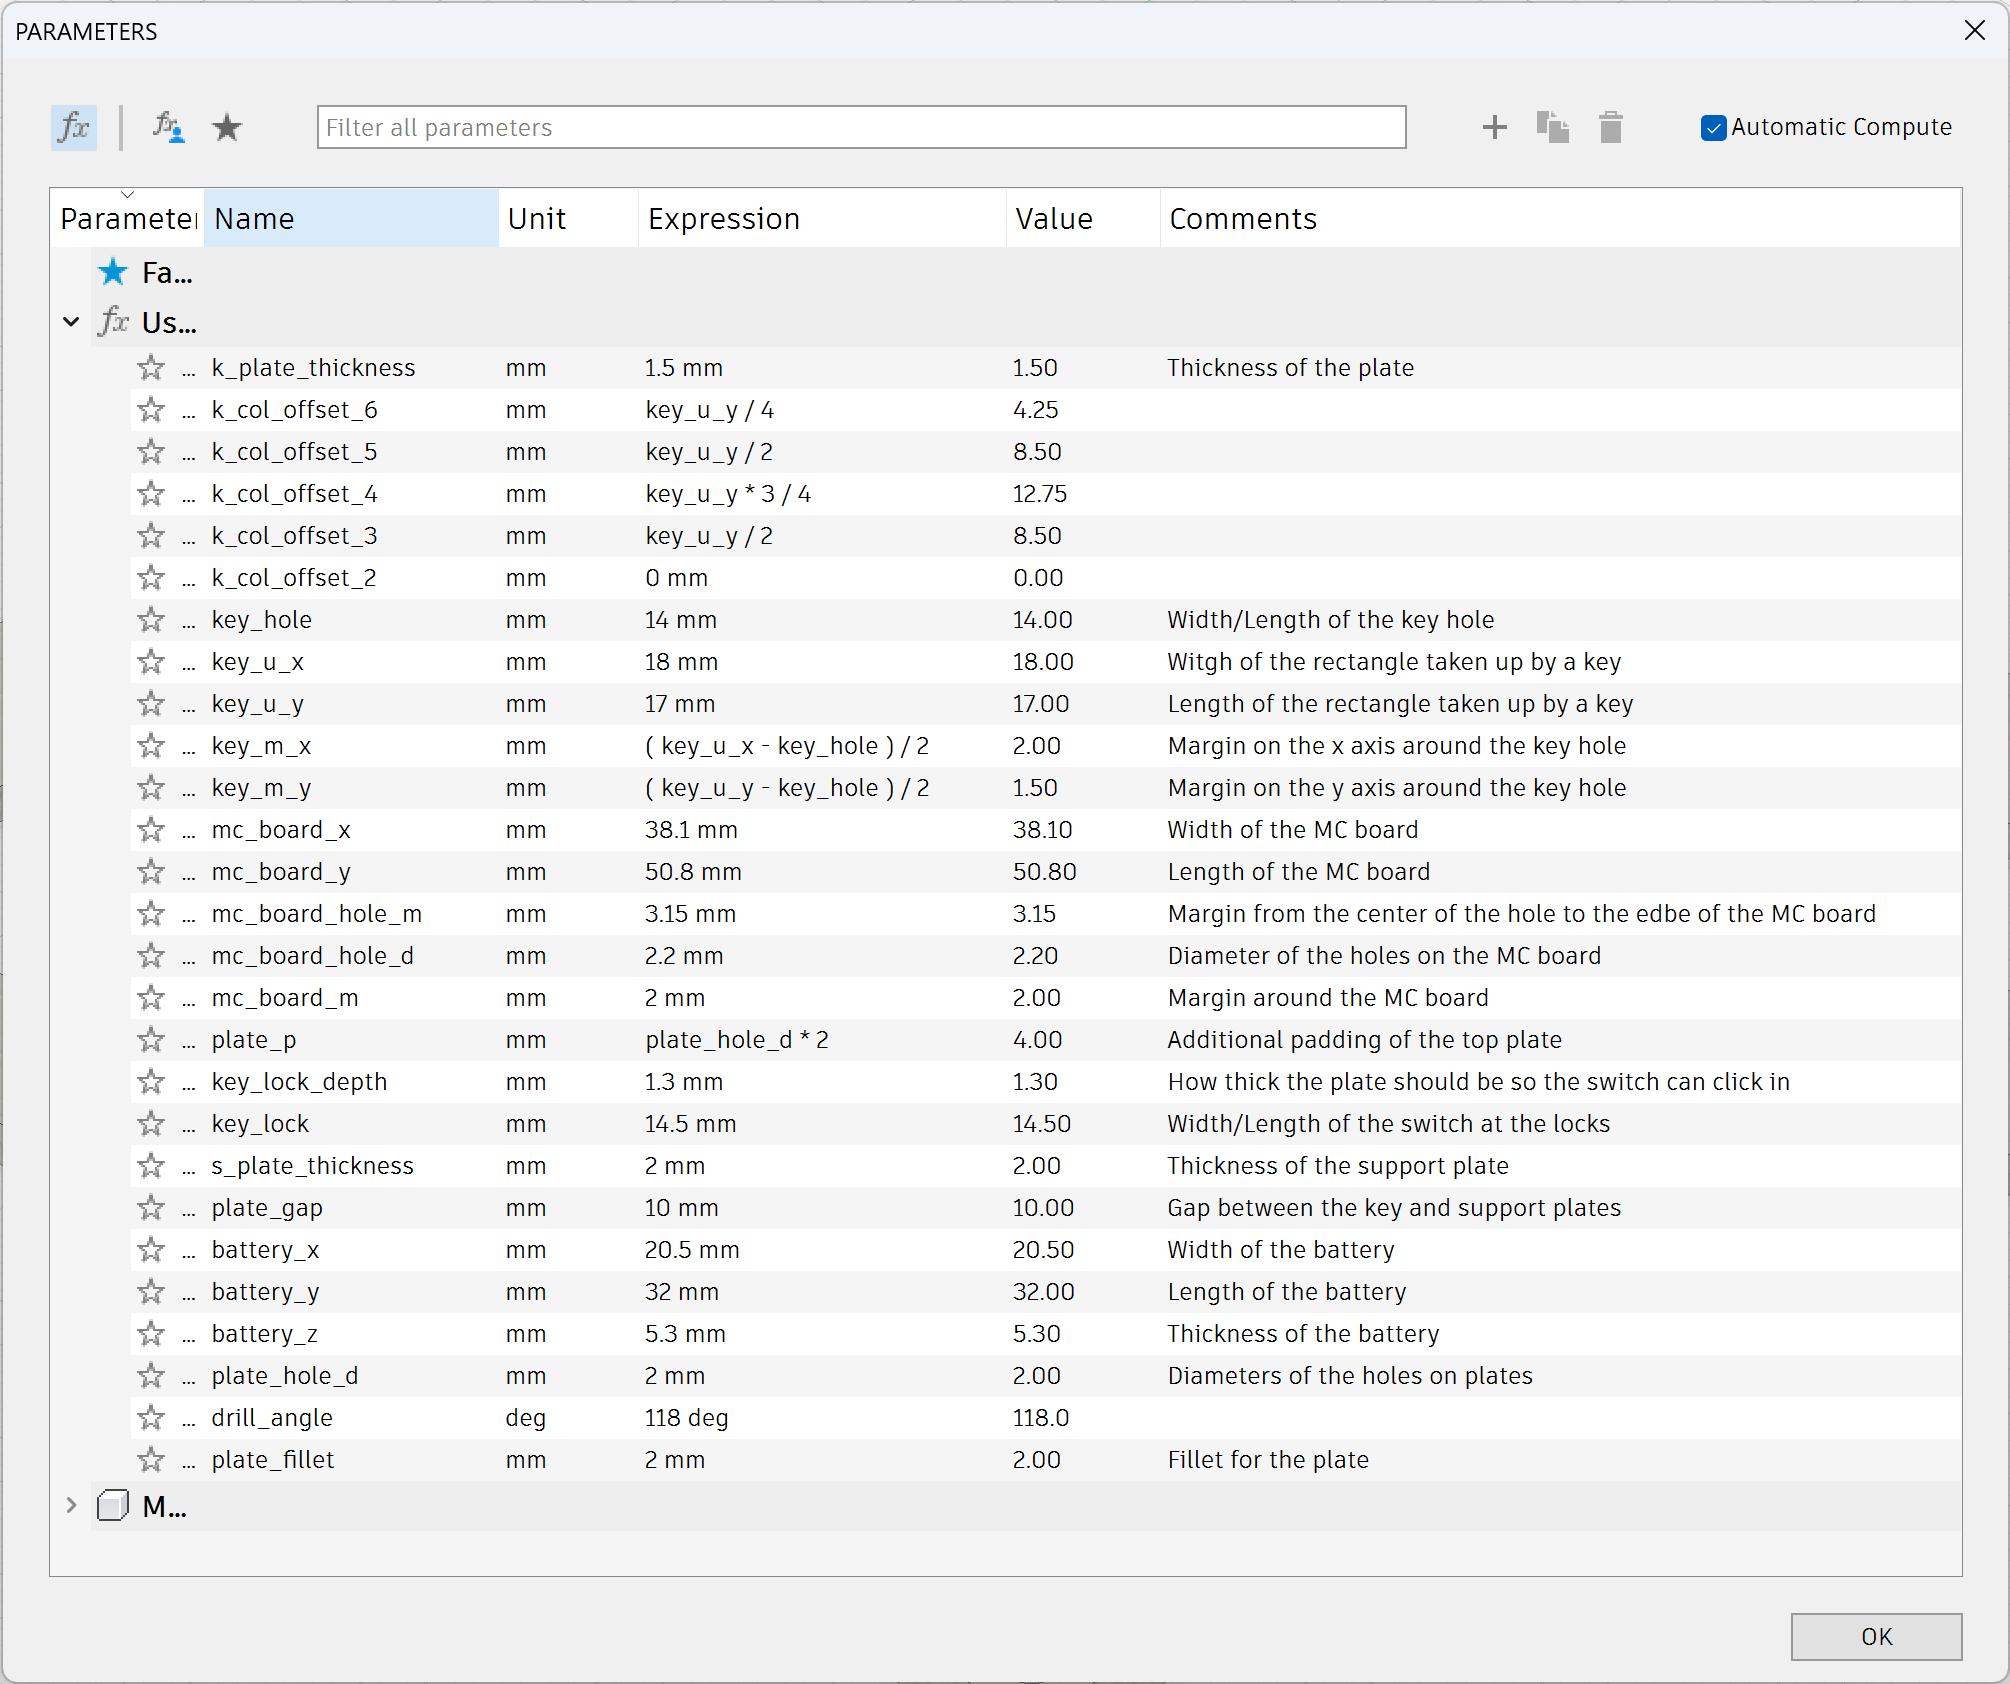 PARAMETERS
fx fx Filter all parameters Automatic Compute
Parameter Name Unit Expression Value Comments
Fa...
fx Us...
... k_plate_thickness mm 1.5 mm 1.50 Thickness of the plate
... k_col_offset_6 mm key_u_y / 4 4.25
... k_col_offset_5 mm key_u_y / 2 8.50
... k_col_offset_4 mm key_u_y * 3 / 4 12.75
... k_col_offset_3 mm key_u_y / 2 8.50
... k_col_offset_2 mm 0 mm 0.00
... key_hole mm 14 mm 14.00 Width/Length of the key hole
... key_u_x mm 18 mm 18.00 Witgh of the rectangle taken up by a key
... key_u_y mm 17 mm 17.00 Length of the rectangle taken up by a key
... key_m_x mm ( key_u_x - key_hole ) / 2 2.00 Margin on the x axis around the key hole
... key_m_y mm ( key_u_y - key_hole ) / 2 1.50 Margin on the y axis around the key hole
... mc_board_x mm 38.1 mm 38.10 Width of the MC board
... mc_board_y mm 50.8 mm 50.80 Length of the MC board
... mc_board_hole_m mm 3.15 mm 3.15 Margin from the center of the hole to the edbe of the MC board
... mc_board_hole_d mm 2.2 mm 2.20 Diameter of the holes on the MC board
... mc_board_m mm 2 mm 2.00 Margin around the MC board
... plate_p mm plate_hole_d * 2 4.00 Additional padding of the top plate
... key_lock_depth mm 1.3 mm 1.30 How thick the plate should be so the switch can click in
... key_lock mm 14.5 mm 14.50 Width/Length of the switch at the locks
... s_plate_thickness mm 2 mm 2.00 Thickness of the support plate
... plate_gap mm 10 mm 10.00 Gap between the key and support plates
... battery_x mm 20.5 mm 20.50 Width of the battery
... battery_y mm 32 mm 32.00 Length of the battery
... battery_z mm 5.3 mm 5.30 Thickness of the battery
... plate_hole_d mm 2 mm 2.00 Diameters of the holes on plates
... drill_angle deg 118 deg 118.0
... plate_fillet mm 2 mm 2.00 Fillet for the plate
M...
OK